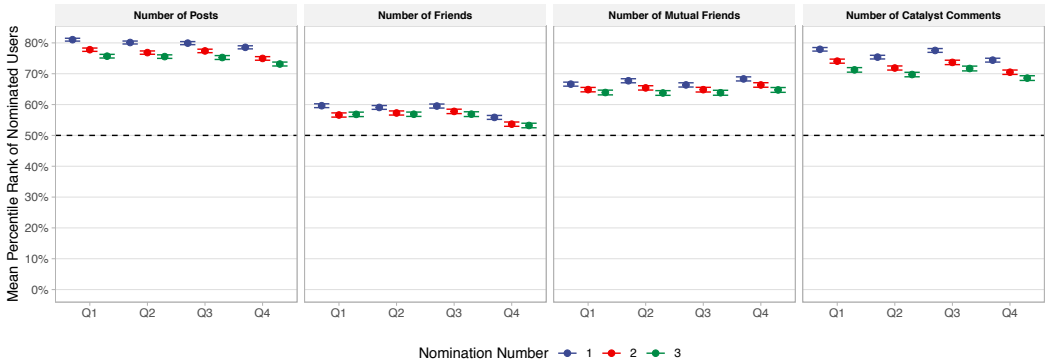 Number of Posts
Number of Friends
Number of Mutual Friends
Number of Catalyst Comments
Mean Percentile Rank of Nominated Users
80%
70%
60%
50%
40%
30%
20%
10%
0%
Q1 Q2 Q3 Q4
Q1 Q2 Q3 Q4
Q1 Q2 Q3 Q4
Q1 Q2 Q3 Q4
Nomination Number 1 2 3